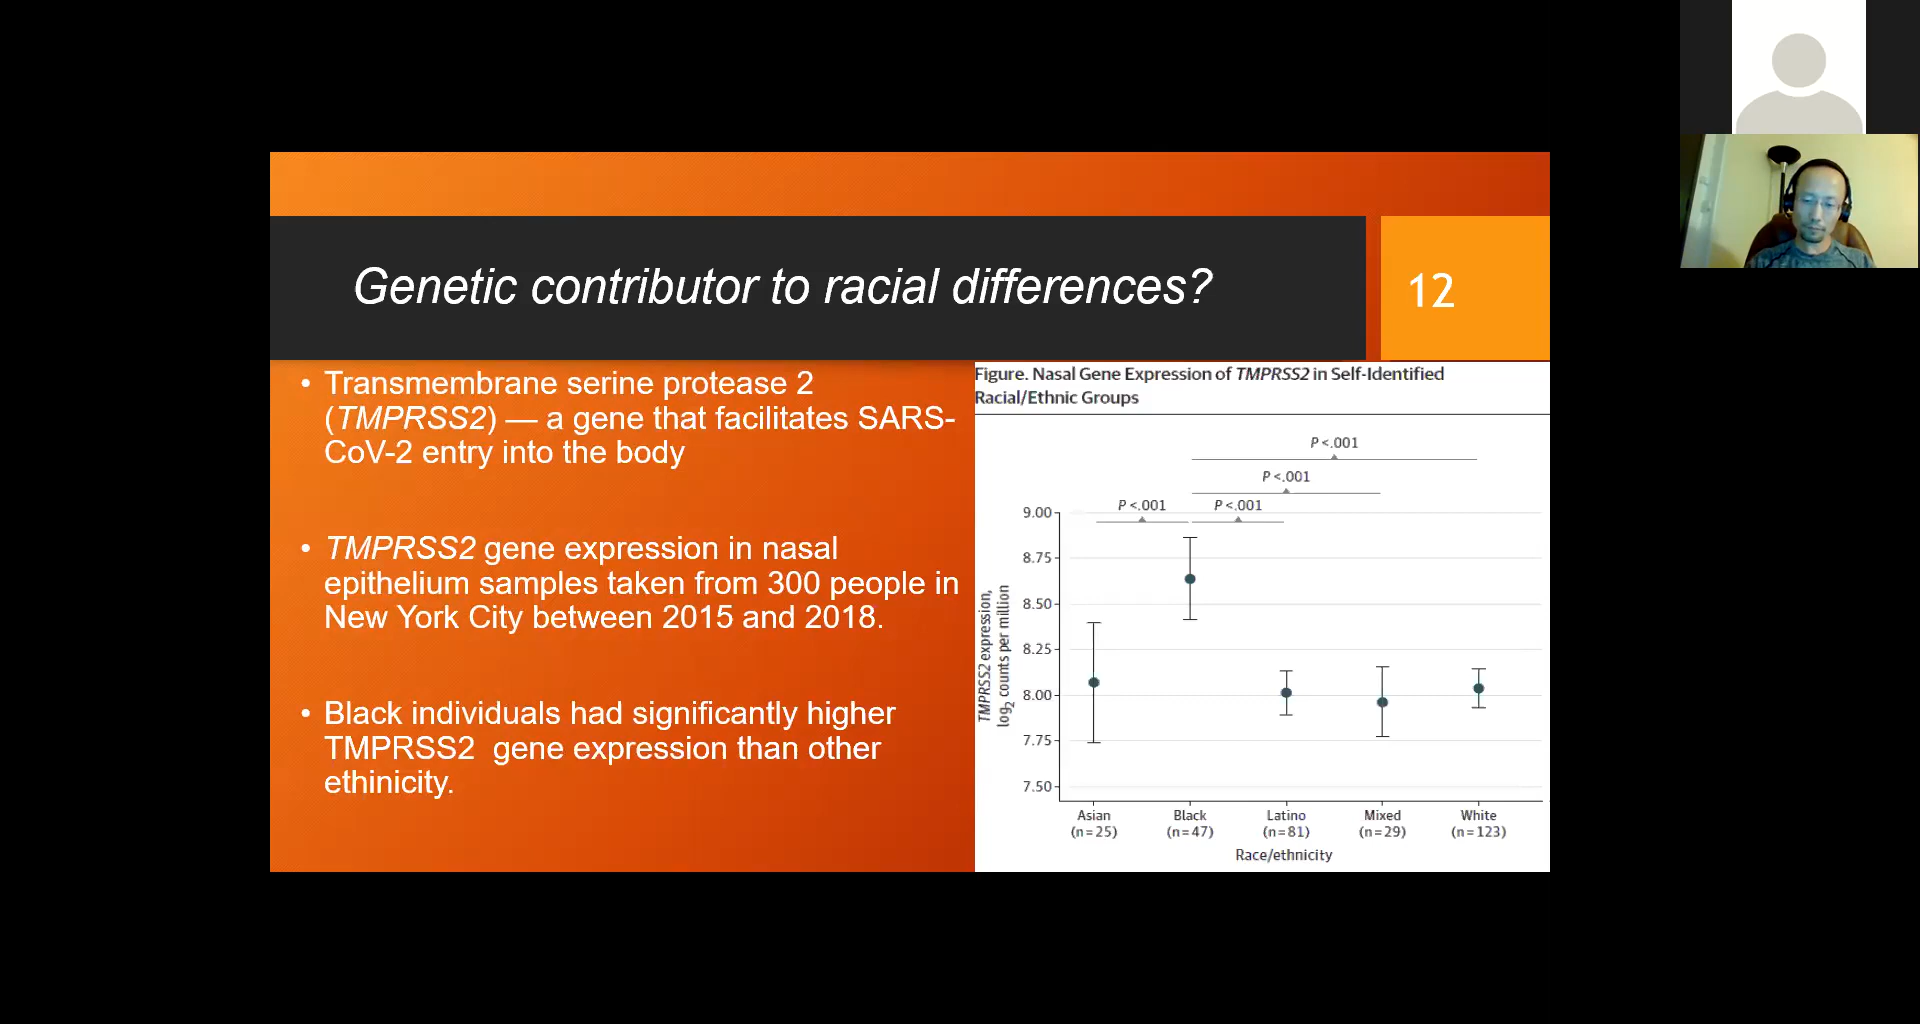 Genetic contributor to racial differences?
12
• Transmembrane serine protease 2
(TMPRSS2) — a gene that facilitates SARS-
CoV-2 entry into the body
• TMPRSS2 gene expression in nasal
epithelium samples taken from 300 people in
New York City between 2015 and 2018.
• Black individuals had significantly higher
TMPRSS2  gene expression than other
ethinicity.
Figure. Nasal Gene Expression of TMPRSS2 in Self-Identified
Racial/Ethnic Groups
P <.001
P <.001
P <.001 P <.001
9.00
8.75
8.50
8.25
8.00
7.75
7.50
TMPRSS2 expression,
log2 counts per million
Asian Black Latino Mixed White
(n=25) (n=47) (n=81) (n=29) (n=123)
Race/ethnicity